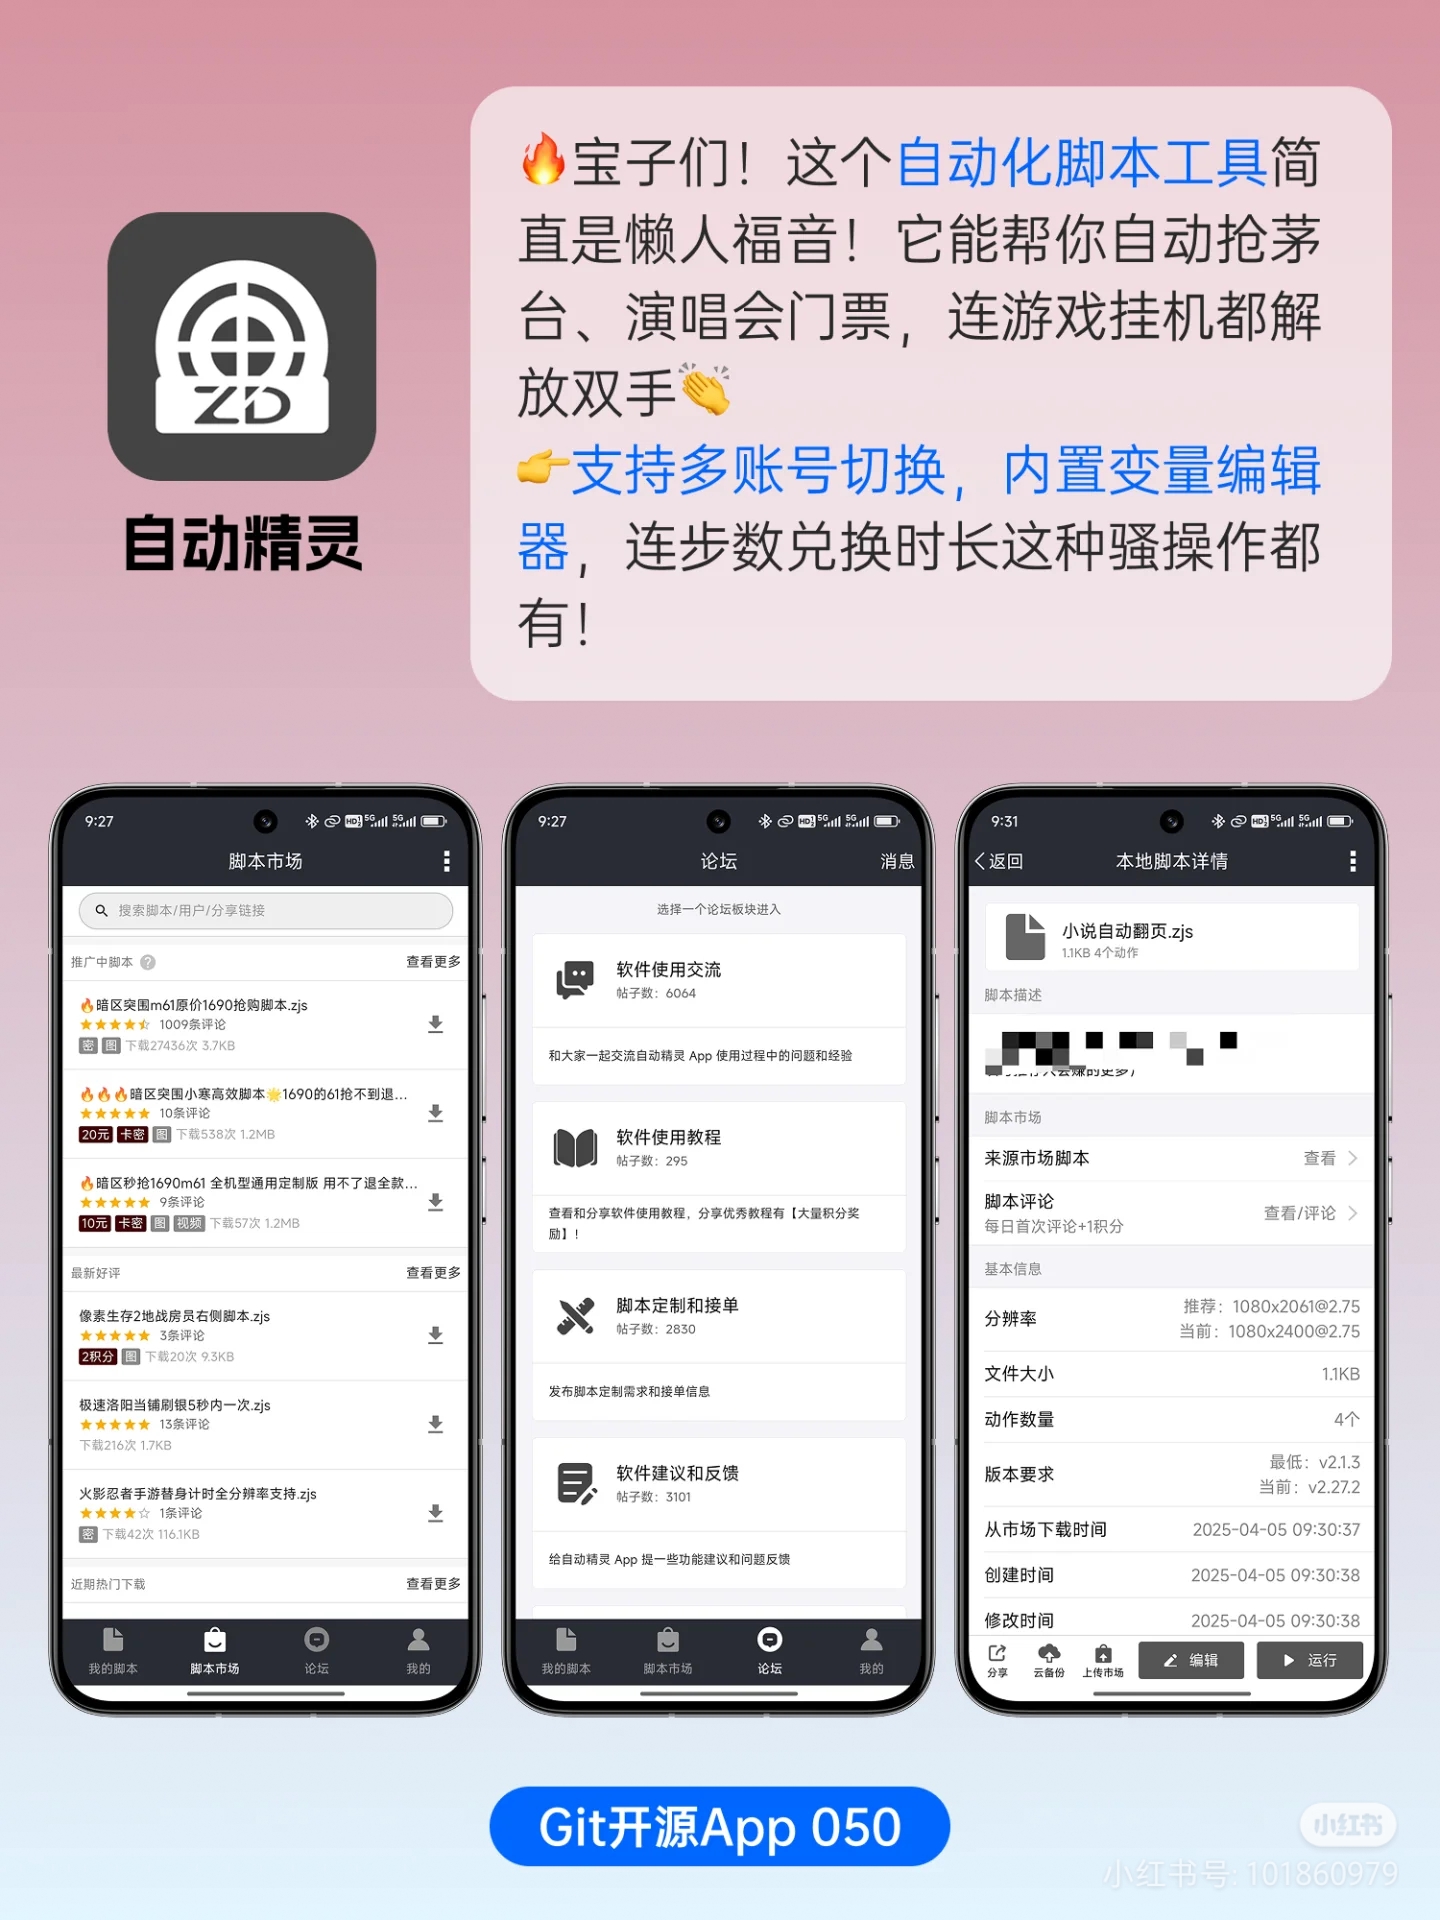 🔥宝子们！这个自动化脚本工具简
直是懒人福音！它能帮你自动抢茅
台、演唱会门票，连游戏挂机都解
放双手👏
👉支持多账号切换，内置变量编辑
器，连步数兑换时长这种骚操作都
有！
ZD
自动精灵
9:27
HD 5G 5G
脚本市场
搜索脚本/用户/分享链接
推广中脚本 ?
查看更多
🔥暗区突围m61原价1690抢购脚本.zjs
1009条评论
密 图 下载27436次 3.7KB
🔥🔥🔥暗区突围小寒高效脚本🌟1690的61抢不到退...
10条评论
20元 卡密 图 下载538次 1.2MB
🔥暗区秒抢1690m61 全机型通用定制版 用不了退全款...
9条评论
10元 卡密 图 视频 下载57次 1.2MB
最新好评
查看更多
像素生存2地战房员右侧脚本.zjs
3条评论
2积分 图 下载20次 9.3KB
极速洛阳当铺刷银5秒内一次.zjs
13条评论
下载216次 1.7KB
火影忍者手游替身计时全分辨率支持.zjs
1条评论
密 下载42次 116.1KB
近期热门下载
查看更多
我的脚本 脚本市场 论坛 我的
9:27
HD 5G 5G
论坛
消息
选择一个论坛板块进入
软件使用交流
帖子数：6064
和大家一起交流自动精灵 App 使用过程中的问题和经验
软件使用教程
帖子数：295
查看和分享软件使用教程，分享优秀教程有【大量积分奖
励】！
脚本定制和接单
帖子数：2830
发布脚本定制需求和接单信息
软件建议和反馈
帖子数：3101
给自动精灵 App 提一些功能建议和问题反馈
我的脚本 脚本市场 论坛 我的
9:31
HD 5G 5G
返回
本地脚本详情
小说自动翻页.zjs
1.1KB 4个动作
脚本描述
脚本市场
来源市场脚本
查看
脚本评论
每日首次评论+1积分
查看/评论
基本信息
分辨率
推荐：1080x2061@2.75
当前：1080x2400@2.75
文件大小
1.1KB
动作数量
4个
版本要求
最低：v2.1.3
当前：v2.27.2
从市场下载时间
2025-04-05 09:30:37
创建时间
2025-04-05 09:30:38
修改时间
2025-04-05 09:30:38
分享 云备份 上传市场 编辑 运行
Git开源App 050
小红书
小红书号: 101860979